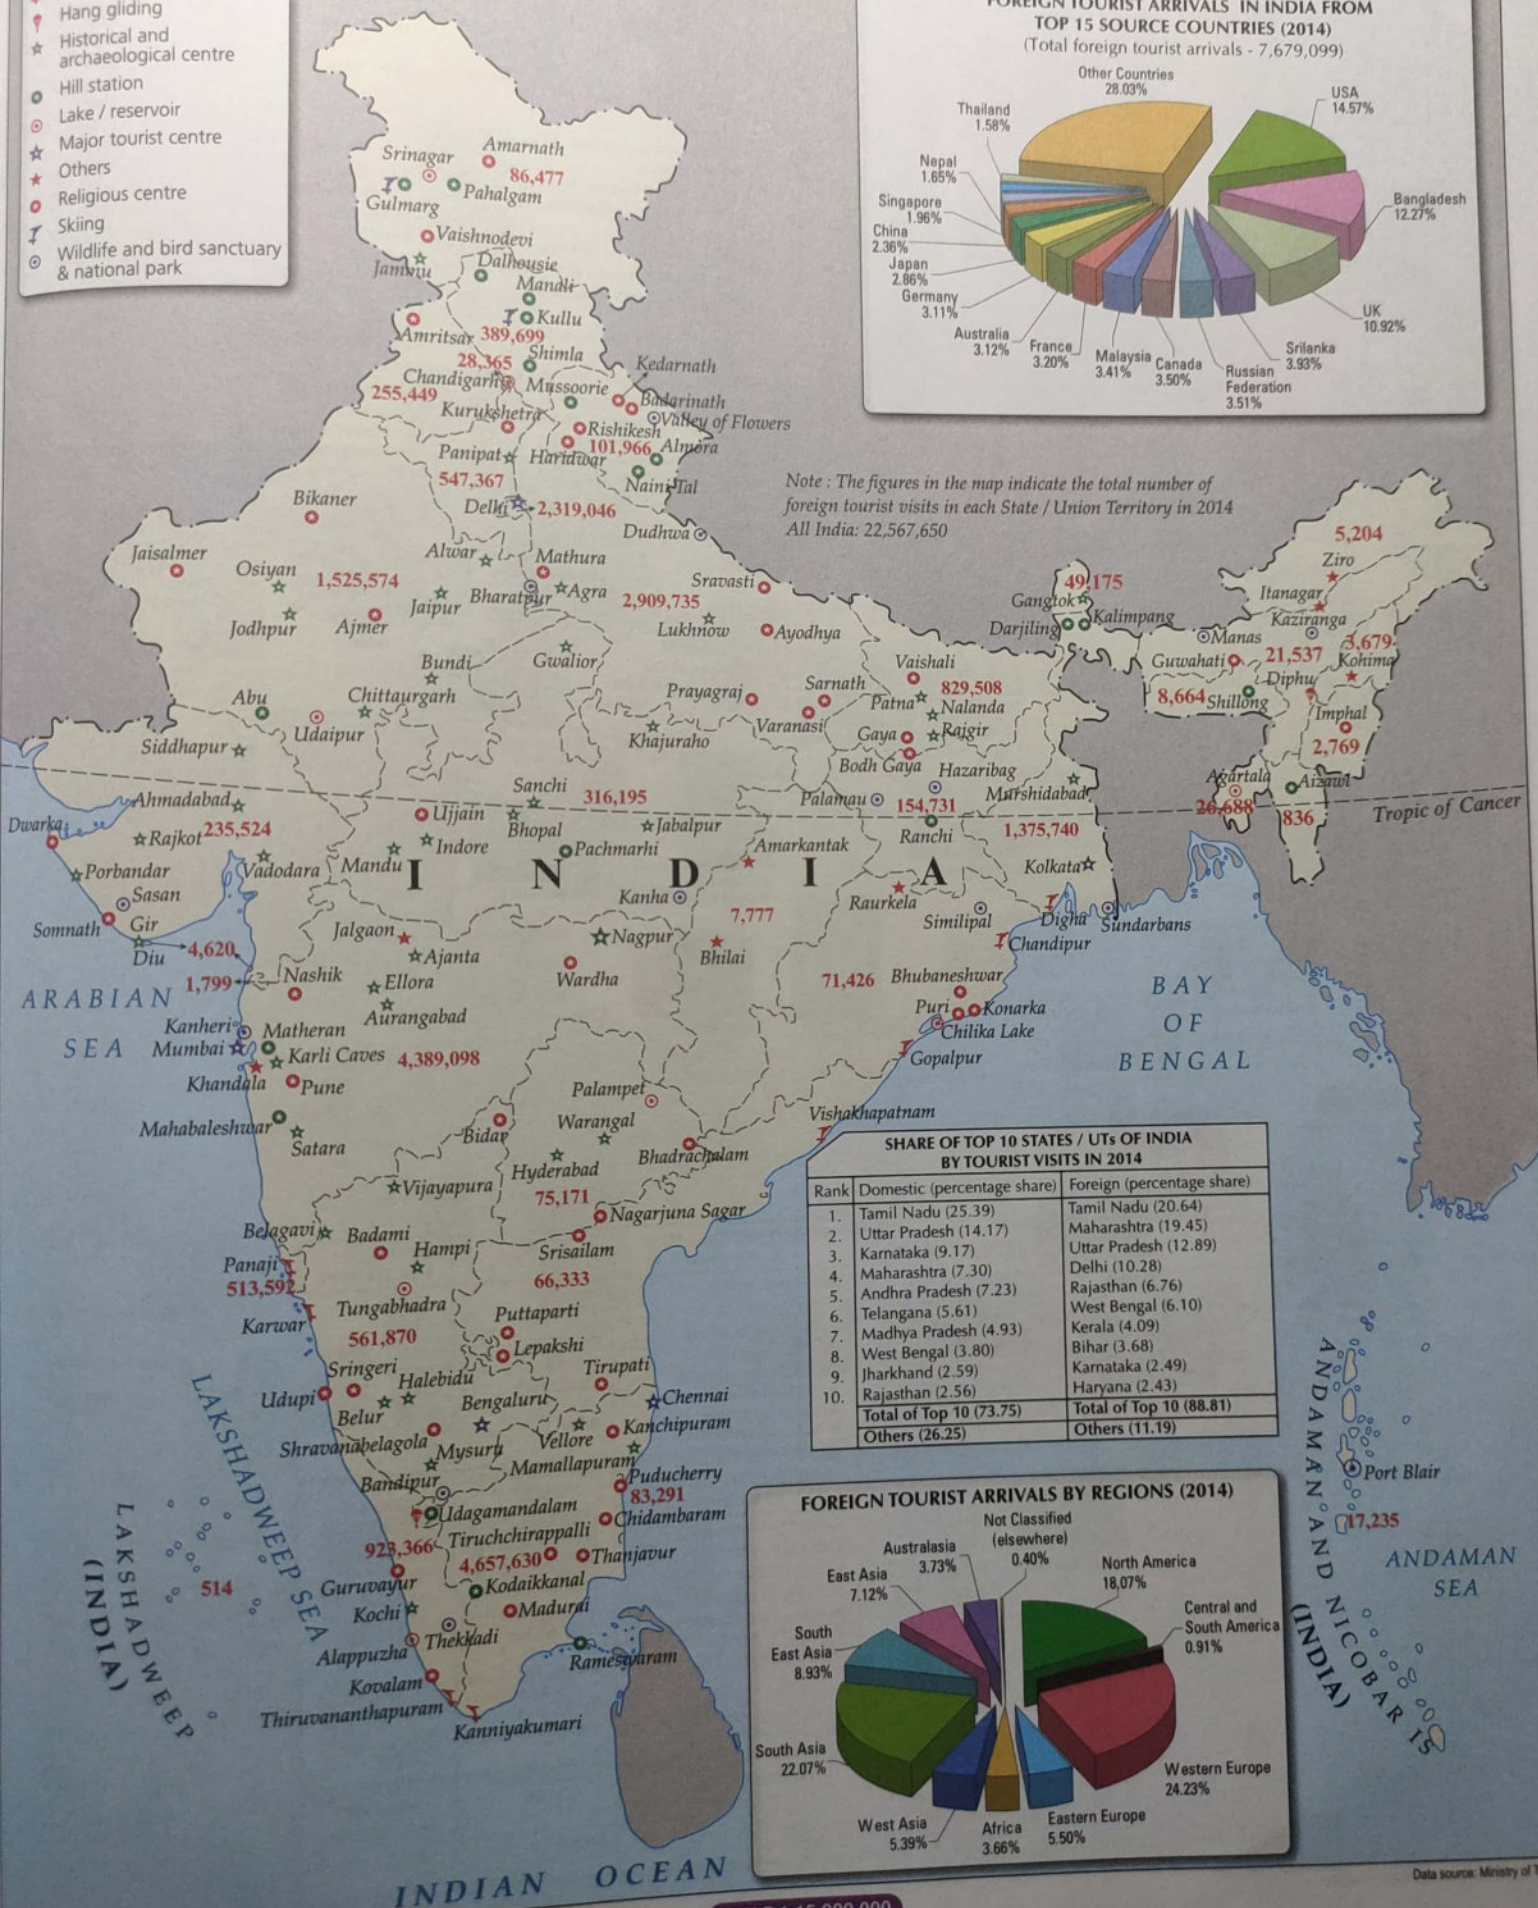 Hang gliding
Historical and
archaeological centre
Hill station
Lake / reservoir
Major tourist centre
Others
Religious centre
Skiing
Wildlife and bird sanctuary
& national park
FOREIGN TOURIST ARRIVALS IN INDIA FROM
TOP 15 SOURCE COUNTRIES (2014)
(Total foreign tourist arrivals - 7,679,099)
Other Countries
28.03%
USA
14.57%
Thailand
1.58%
Nepal
1.65%
Bangladesh
12.27%
Singapore
1.96%
China
2.36%
Japan
2.86%
Germany
3.11%
Australia
3.12%
France
3.20%
Malaysia
3.41%
Canada
3.50%
Russian
Federation
3.51%
Srilanka
3.93%
UK
10.92%
Note : The figures in the map indicate the total number of
foreign tourist visits in each State / Union Territory in 2014
All India: 22,567,650
Srinagar
Amarnath
86,477
Gulmarg
Pahalgam
Vaishnodevi
Jammu
Dalhousie
Manali
Kullu
Amritsar
389,699
28,365
Shimla
Chandigarh
Mussoorie
Kedarnath
255,449
Kurukshetra
Badarinath
Valley of Flowers
Rishikesh
101,966
Almora
Panipat
Haridwar
547,367
Naini Tal
Delhi
2,319,046
Bikaner
Dudhwa
Jaisalmer
Osiyan
1,525,574
Alwar
Mathura
Jaipur
Bharatpur
Agra
2,909,735
Sravasti
Jodhpur
Ajmer
Lukhnow
Ayodhya
Bundi
Gwalior
Abu
Chittaurgarh
Prayagraj
Sarnath
Vaishali
829,508
Patna
Nalanda
Udaipur
Varanasi
Gaya
Rajgir
Siddhapur
Khajuraho
Bodh Gaya
Hazaribag
5,204
Ziro
Itanagar
49,175
Gangtok
Kalimpang
Darjiling
Kaziranga
Manas
3,679
Guwahati
21,537
Kohima
Diphu
8,664
Shillong
Imphal
2,769
Agartala
Aizawl
26,688
836
Tropic of Cancer
Ahmadabad
Sanchi
316,195
Palamau
154,731
Murshidabad
Dwarka
Rajkot
235,524
Ujjain
Bhopal
Jabalpur
Ranchi
1,375,740
Porbandar
Vadodara
Mandu
Indore
Pachmarhi
Amarkantak
Kolkata
INDIA
Sasan
Gir
Kanha
Raurkela
Similipal
Digha
Sundarbans
Somnath
Diu
4,620
Jalgaon
Ajanta
Nagpur
7,777
Bhilai
Chandipur
1,799
Nashik
Ellora
Wardha
71,426
Bhubaneshwar
ARABIAN
SEA
Aurangabad
Puri
Konarka
Chilika Lake
Kanheri
Matheran
Mumbai
Karli Caves
4,389,098
Gopalpur
BAY
OF
BENGAL
Khandala
Pune
Palampet
Mahabaleshwar
Warangal
Vishakhapatnam
Satara
Bidar
Bhadrachalam
Hyderabad
Vijayapura
75,171
Nagarjuna Sagar
Belagavi
Badami
Hampi
Srisailam
Panaji
513,592
66,333
Tungabhadra
Puttaparti
Karwar
561,870
Lepakshi
Sringeri
Halebidu
Tirupati
Udupi
Belur
Bengaluru
Chennai
Shravanabelagola
Mysuru
Vellore
Kanchipuram
Mamallapuram
Bandipur
Puducherry
83,291
Udagamandalam
Chidambaram
923,366
Tiruchchirappalli
4,657,630
Thanjavur
Guruvayur
Kodaikkanal
Kochi
Madurai
Thekkadi
Alappuzha
Rameswaram
Kovalam
Thiruvananthapuram
Kanniyakumari
LAKSHADWEEP SEA
LAKSHADWEEP
(INDIA)
514
INDIAN OCEAN
SHARE OF TOP 10 STATES / UTs OF INDIA
BY TOURIST VISITS IN 2014
Rank Domestic (percentage share) Foreign (percentage share)
1. Tamil Nadu (25.39) Tamil Nadu (20.64)
2. Uttar Pradesh (14.17) Maharashtra (19.45)
3. Karnataka (9.17) Uttar Pradesh (12.89)
4. Maharashtra (7.30) Delhi (10.28)
5. Andhra Pradesh (7.23) Rajasthan (6.76)
6. Telangana (5.61) West Bengal (6.10)
7. Madhya Pradesh (4.93) Kerala (4.09)
8. West Bengal (3.80) Bihar (3.68)
9. Jharkhand (2.59) Karnataka (2.49)
10. Rajasthan (2.56) Haryana (2.43)
Total of Top 10 (73.75) Total of Top 10 (88.81)
Others (26.25) Others (11.19)
FOREIGN TOURIST ARRIVALS BY REGIONS (2014)
Not Classified
(elsewhere)
0.40%
Australasia
3.73%
North America
18.07%
East Asia
7.12%
Central and
South America
0.91%
South
East Asia
8.93%
South Asia
22.07%
Western Europe
24.23%
West Asia
5.39%
Africa
3.66%
Eastern Europe
5.50%
Port Blair
17,235
ANDAMAN
SEA
ANDAMAN AND NICOBAR IS
(INDIA)
Data source: Ministry of